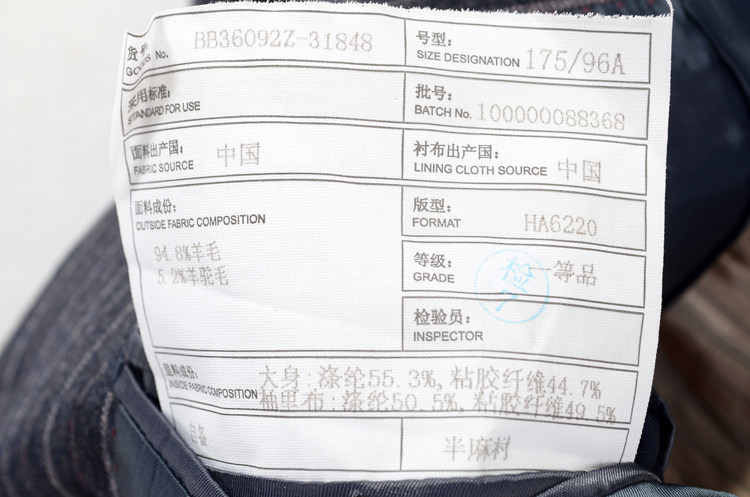 货号: GOODS No. BB36092Z-31848
号型: SIZE DESIGNATION 175/96A
采用标准: STANDARD FOR USE
批号: BATCH No. 100000088368
面料出产国: FABRIC SOURCE 中国
衬布出产国: LINING CLOTH SOURCE 中国
面料成份:
OUTSIDE FABRIC COMPOSITION
94.8%羊毛
5.2%羊驼毛
版型: FORMAT HA6220
等级: GRADE 一等品
检
检验员:
INSPECTOR
里料成份:
INSIDE FABRIC COMPOSITION
大身:涤纶55.3%,粘胶纤维44.7%
袖里布:涤纶50.5%,粘胶纤维49.5%
半麻衬